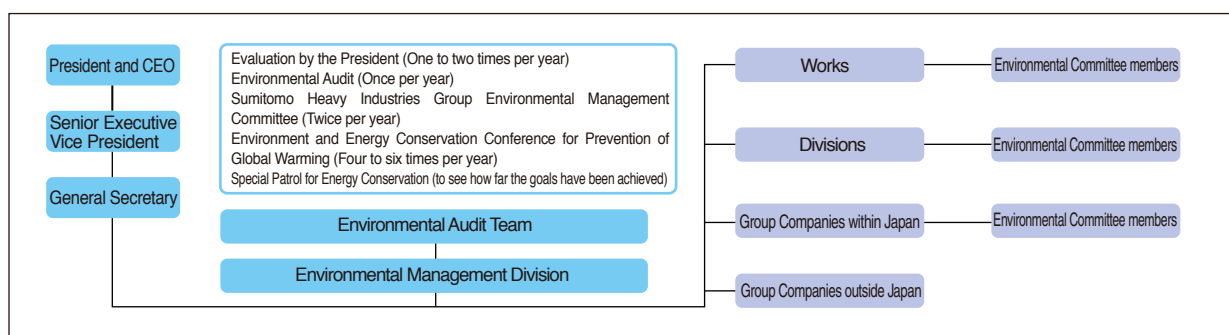 President and CEO
Senior Executive
Vice President
General Secretary
Evaluation by the President (One to two times per year)
Environmental Audit (Once per year)
Sumitomo Heavy Industries Group Environmental Management
Committee (Twice per year)
Environment and Energy Conservation Conference for Prevention of
Global Warming (Four to six times per year)
Special Patrol for Energy Conservation (to see how far the goals have been achieved)
Environmental Audit Team
Environmental Management Division
Works
Environmental Committee members
Divisions
Environmental Committee members
Group Companies within Japan
Environmental Committee members
Group Companies outside Japan